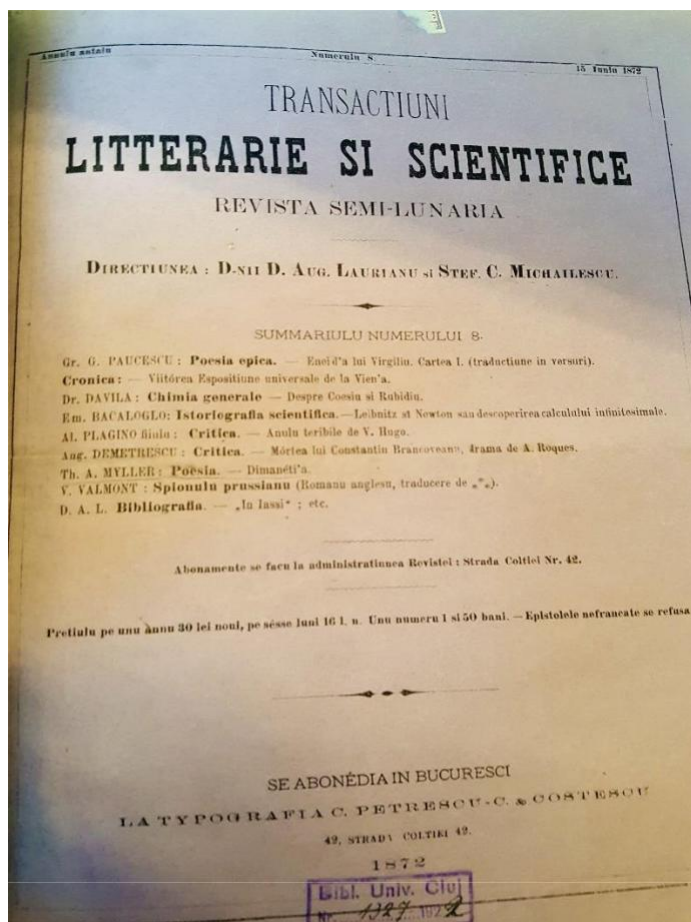 Annulu antaiu Numerulu 8 15 Iuniu 1872
TRANSACTIUNI
LITTERARIE SI SCIENTIFICE
REVISTA SEMI-LUNARIA
DIRECTIUNEA : D-NII D. AUG. LAURIANU si STEF. C. MICHAILESCU.
SUMMARIULU NUMERULUI 8.
Gr. G. PAUCESCU : Poesia epica. — Eneid'a lui Virgiliu. Cartea I. (traductiune in versuri).
Cronica : — Viitórea Espositiune universale de la Vien'a.
Dr. DAVILA : Chimia generale — Despre Coesiu si Rubidiu.
Em. BACALOGLO: Istoriografia scientifica. — Leibnitz si Newton sau descoperirea calculului infinitesimale.
Al. PLAGINO fiiulu : Critica. — Anulu teribile de V. Hugo.
Aug. DEMETRESCU : Critica. — Mórtea lui Constantin Brancoveanu, drama de A. Roques.
Th. A. MYLLER : Poësia. — Dimanéti'a.
V. VALMONT : Spionulu prussianu (Romanu anglesu, traducere de „*„).
D. A. L. Bibliografia. — „In Iassi" ; etc.
Abonamente se facu la administratiunea Revistei : Strada Coltiei Nr. 42.
Pretiulu pe unu annu 30 lei noui, pe sésse luni 16 l. n. Unu numeru 1 si 50 bani. — Epistolele nefrancate se refusa
SE ABONÉDIA IN BUCURESCI
LA TYPOGRAFIA C. PETRESCU-C. & COSTESCU
42, STRADA COLTIEI 42.
1872
Bibl. Univ. Cluj
Nr. 1327 1922